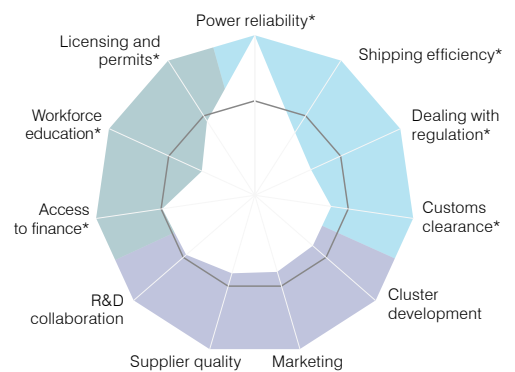 Power reliability*
Licensing and
permits*
Shipping efficiency*
Workforce
education*
Dealing with
regulation*
Access
to finance*
Customs
clearance*
R&D
collaboration
Cluster
development
Supplier quality
Marketing